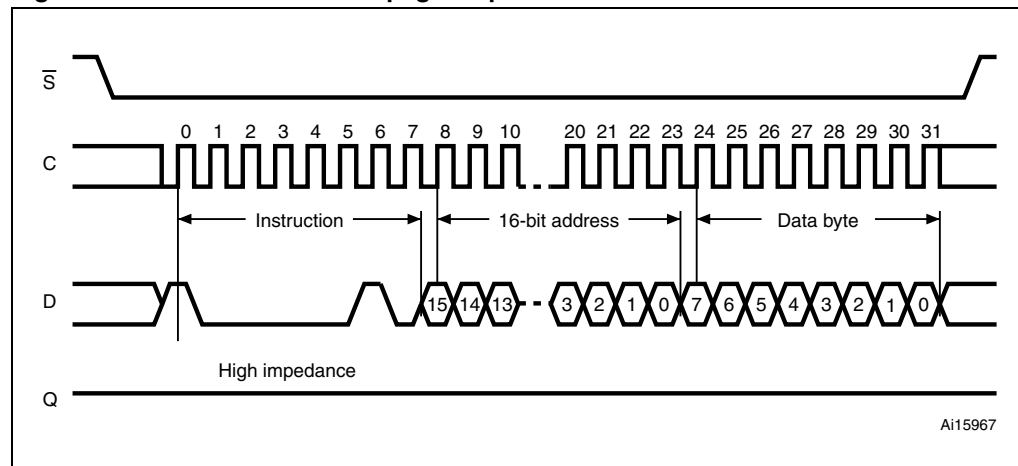 S
0 1 2 3 4 5 6 7 8 9 10 20 21 22 23 24 25 26 27 28 29 30 31
C
Instruction 16-bit address Data byte
D
15 14 13 3 2 1 0 7 6 5 4 3 2 1 0
High impedance
Q
Ai15967